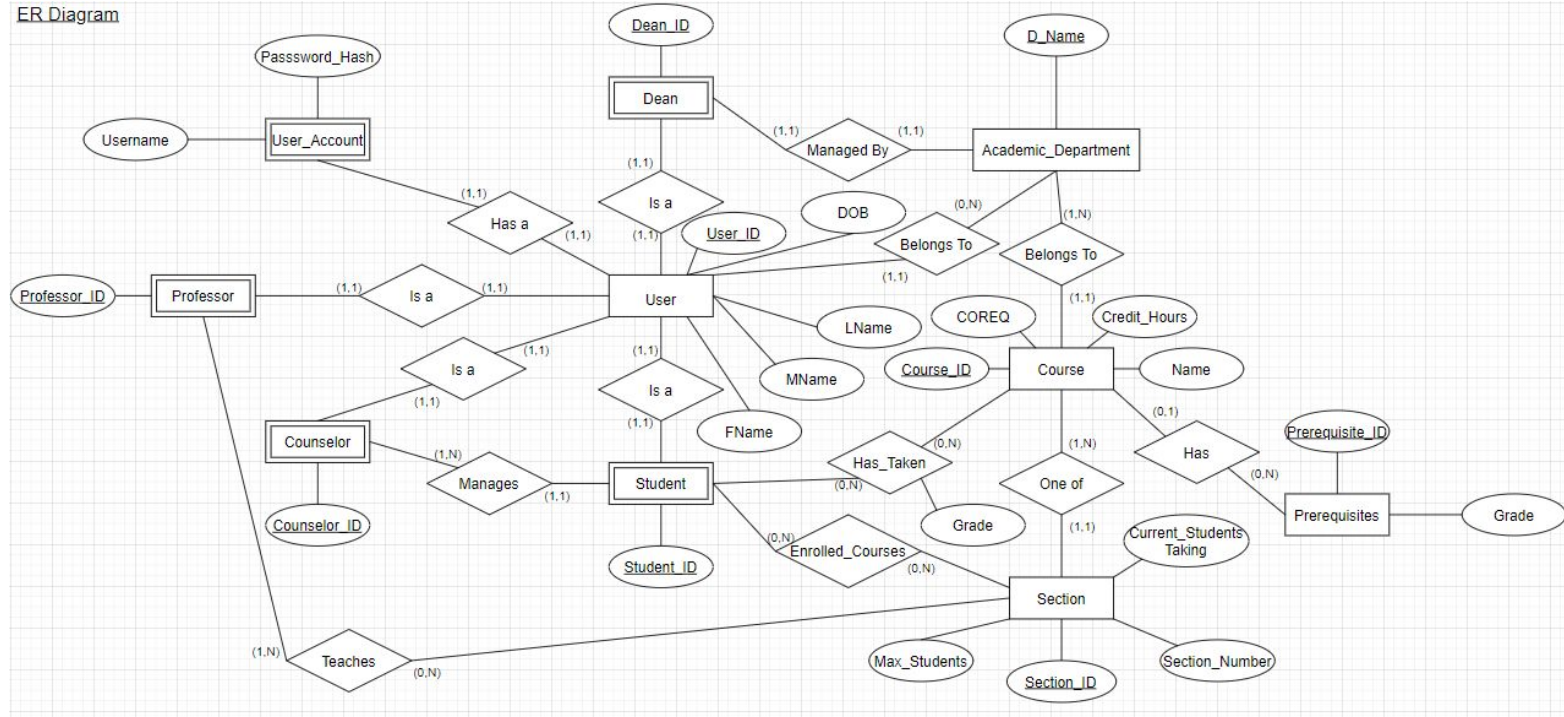 ER Diagram
Dean_ID
D_Name
Passsword_Hash
Dean
Username
User_Account
(1,1)
(1,1)
Managed By
Academic_Department
(1,1)
(1,1)
Is a
DOB
(0,N)
(1,N)
Has a
(1,1)
(1,1)
User_ID
Belongs To
Belongs To
(1,1)
Professor_ID
Professor
(1,1)
Is a
(1,1)
User
(1,1)
LName
COREQ
Credit_Hours
(1,1)
(1,1)
Is a
Course_ID
Course
Name
MName
Is a
(1,1)
(0,1)
(1,1)
FName
Prerequisite_ID
Counselor
(1,N)
(0,N)
(1,N)
Has
Has_Taken
(0,N)
Manages
Student
(0,N)
One of
(1,1)
Counselor_ID
Grade
(1,1)
Prerequisites
Grade
Current_Students
Taking
(0,N)
Enrolled_Courses
Student_ID
(0,N)
Section
(1,N)
Teaches
(0,N)
Max_Students
Section_Number
Section_ID